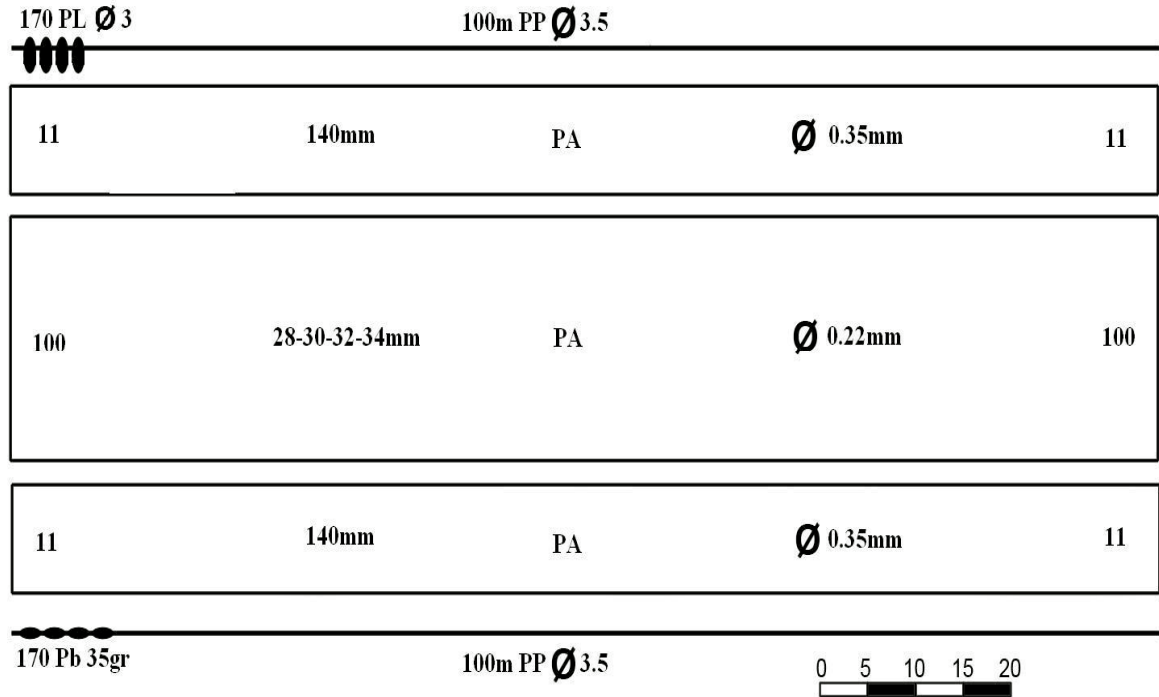 170 PL Ø 3 100m PP Ø 3.5
11 140mm PA Ø 0.35mm 11
100 28-30-32-34mm PA Ø 0.22mm 100
11 140mm PA Ø 0.35mm 11
170 Pb 35gr 100m PP Ø 3.5
0 5 10 15 20